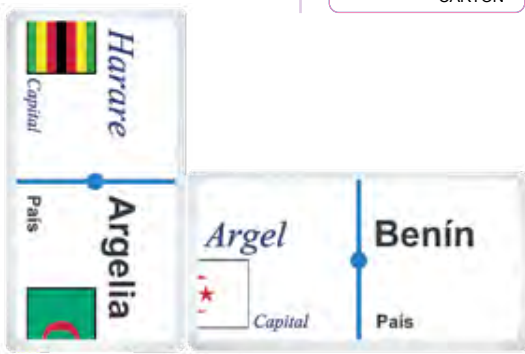 CARTÓN
Harare
Capital
Argelia
País
Argel
Capital
Benín
País